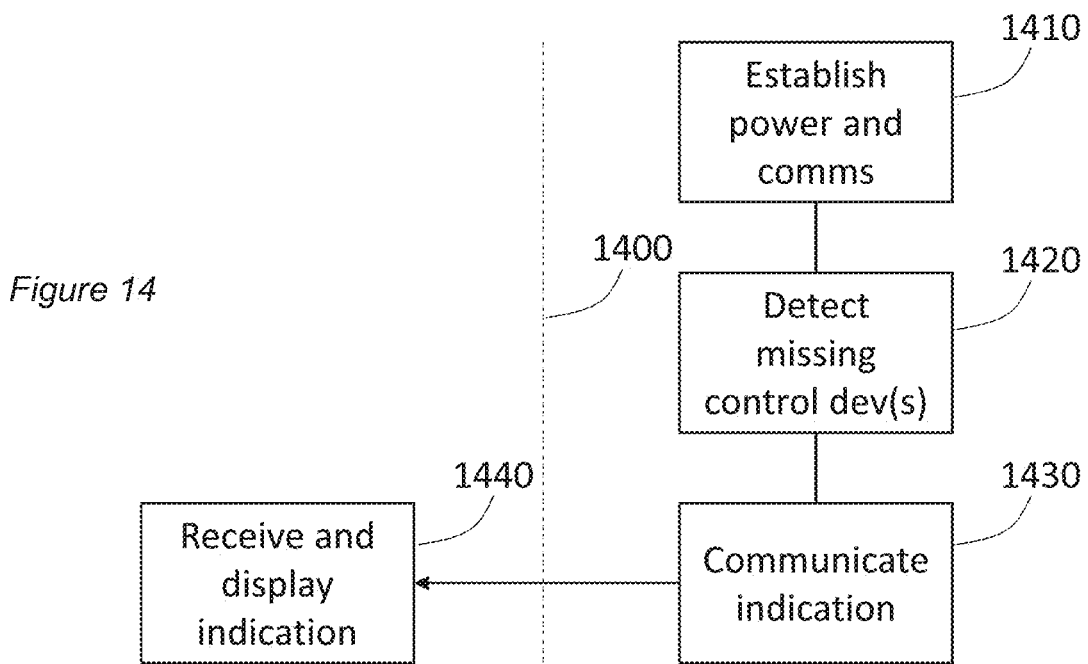 1410
Establish
power and
comms
1400
1420
Figure 14
Detect
missing
control dev(s)
1440
1430
Receive and
display
indication
Communicate
indication